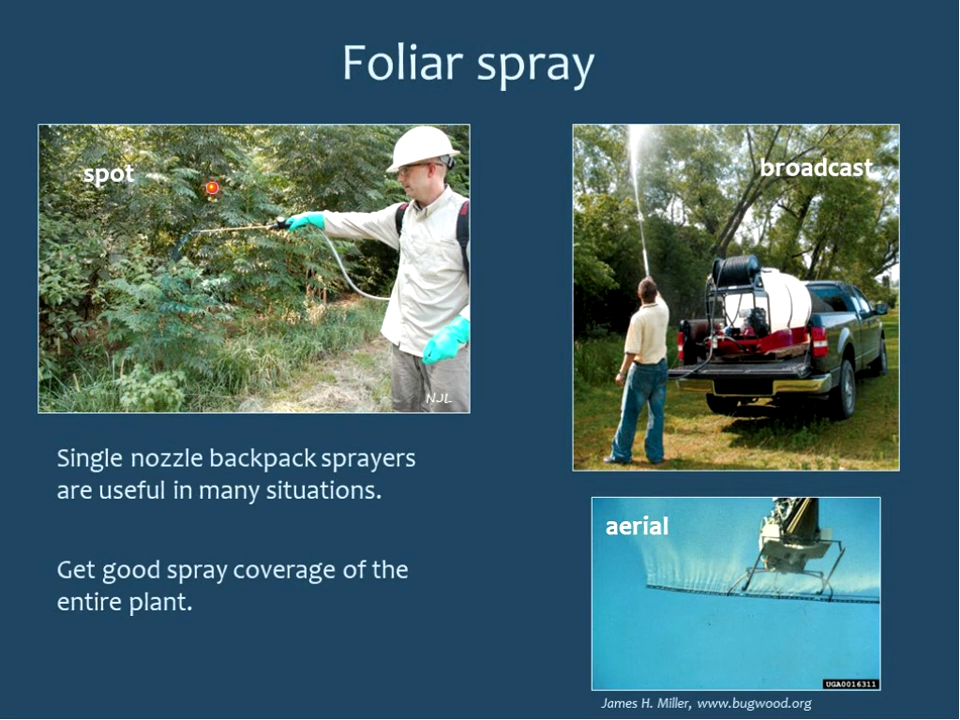 Foliar spray
spot
broadcast
NJL
Single nozzle backpack sprayers
are useful in many situations.
aerial
Get good spray coverage of the
entire plant.
UGA0016311
James H. Miller, www.bugwood.org